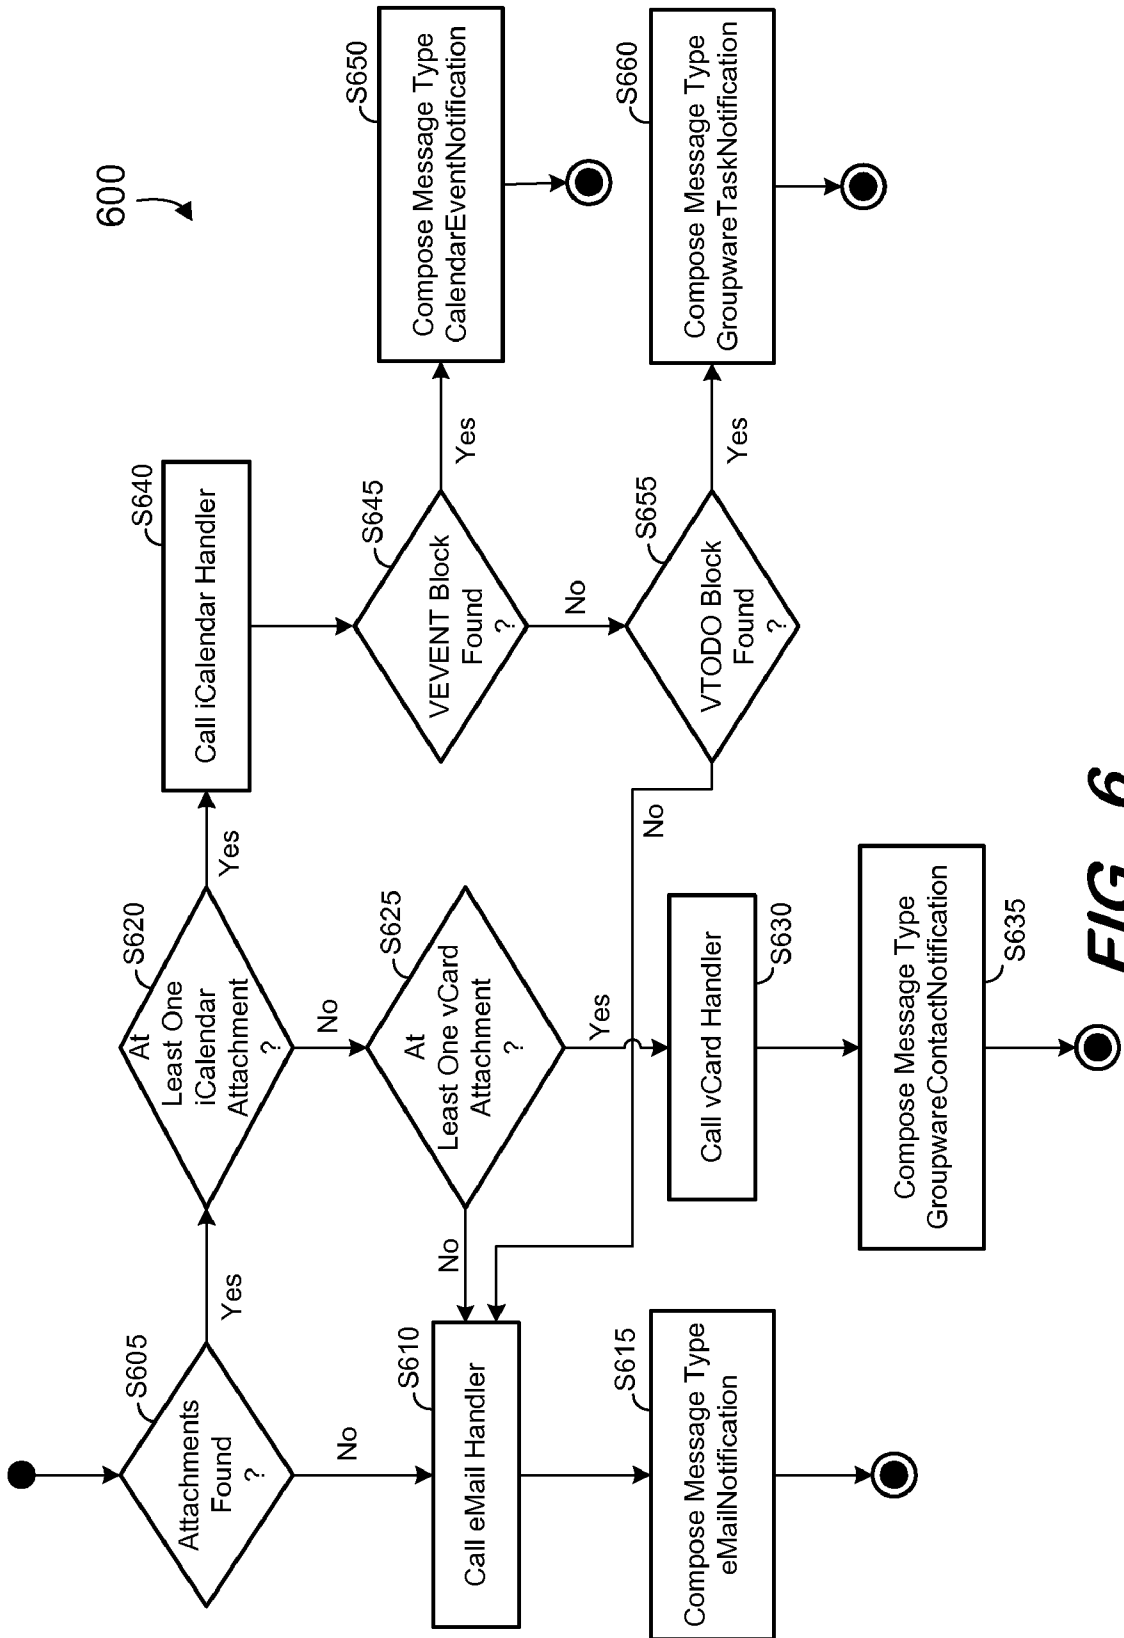 600
Attachments
Found
?
S605
Yes
No
Call eMail Handler
S610
Compose Message Type
eMailNotification
S615
At
Least One
iCalendar
Attachment
?
S620
Yes
No
At
Least One vCard
Attachment
?
S625
No
Yes
Call vCard Handler
S630
Compose Message Type
GroupwareContactNotification
S635
Call iCalendar Handler
S640
VEVENT Block
Found
?
S645
Yes
No
Compose Message Type
CalendarEventNotification
S650
VTODO Block
Found
?
S655
Yes
No
Compose Message Type
GroupwareTaskNotification
S660
FIG. 6